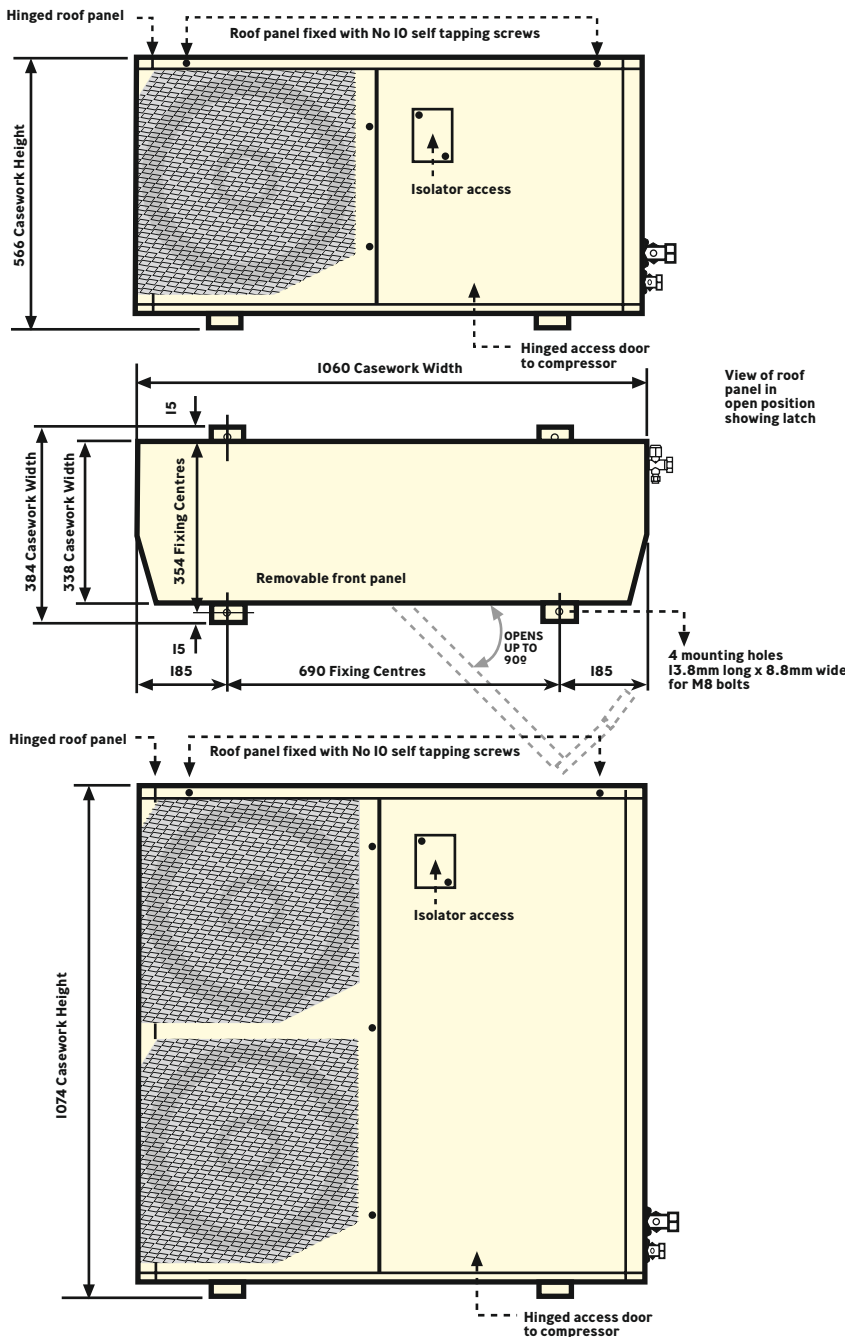 Hinged roof panel
Roof panel fixed with No 10 self tapping screws
566 Casework Height
Isolator access
Hinged access door
to compressor
1060 Casework Width
View of roof
panel in
open position
showing latch
15
384 Casework Width
338 Casework Width
354 Fixing Centres
Removable front panel
15
OPENS
UP TO
90º
185
690 Fixing Centres
185
4 mounting holes
13.8mm long x 8.8mm wide
for M8 bolts
Hinged roof panel
Roof panel fixed with No 10 self tapping screws
Isolator access
1074 Casework Height
Hinged access door
to compressor